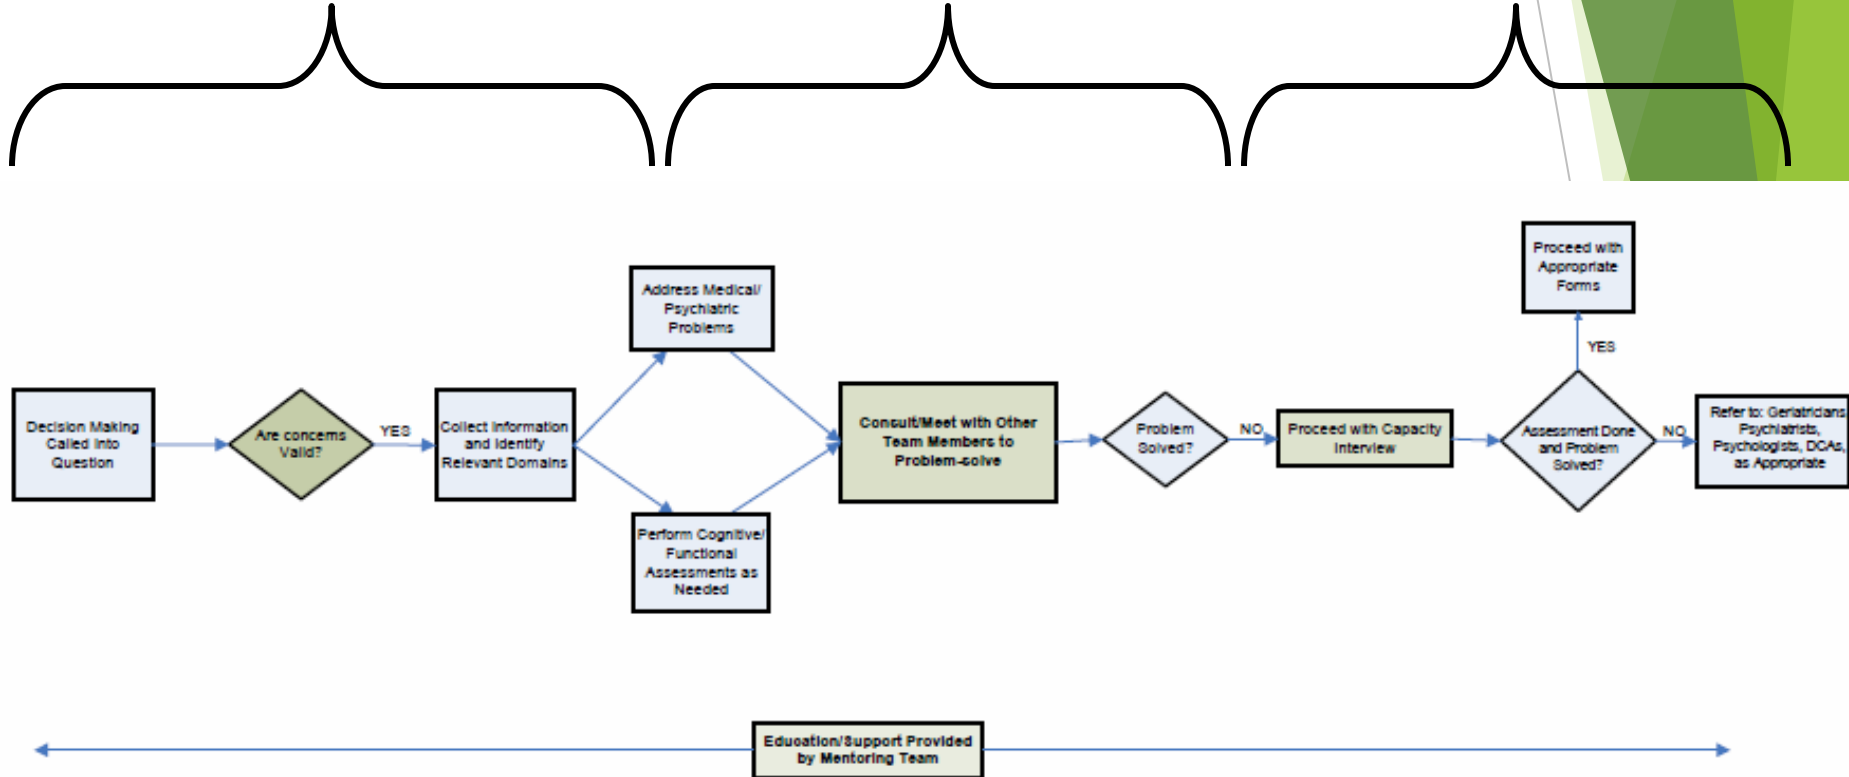 Decision Making
Called Into
Question
Are concerns
Valid?
YES
Collect Information
and Identify
Relevant Domains
Address Medical/
Psychiatric
Problems
Perform Cognitive/
Functional
Assessments as
Needed
Consult/Meet with Other
Team Members to
Problem-solve
Problem
Solved?
NO
Proceed with Capacity
Interview
Assessment Done
and Problem
Solved?
YES
Proceed with
Appropriate
Forms
NO
Refer to: Geriatricians
Psychiatrists,
Psychologists, DCAs,
as Appropriate
Education/Support Provided
by Mentoring Team